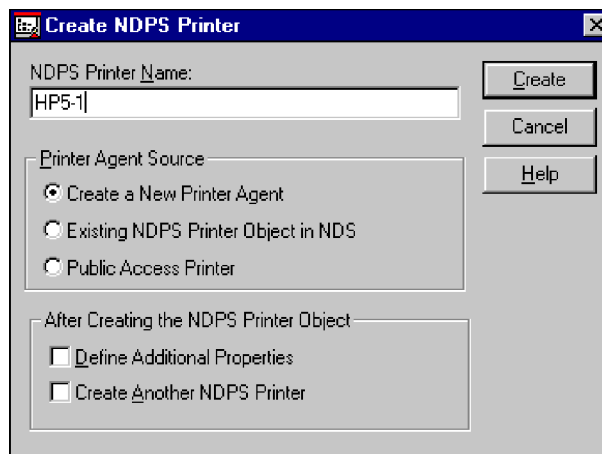 Create NDPS Printer
NDPS Printer Name:
HP5-1
Create
Cancel
Help
Printer Agent Source
Create a New Printer Agent
Existing NDPS Printer Object in NDS
Public Access Printer
After Creating the NDPS Printer Object
Define Additional Properties
Create Another NDPS Printer